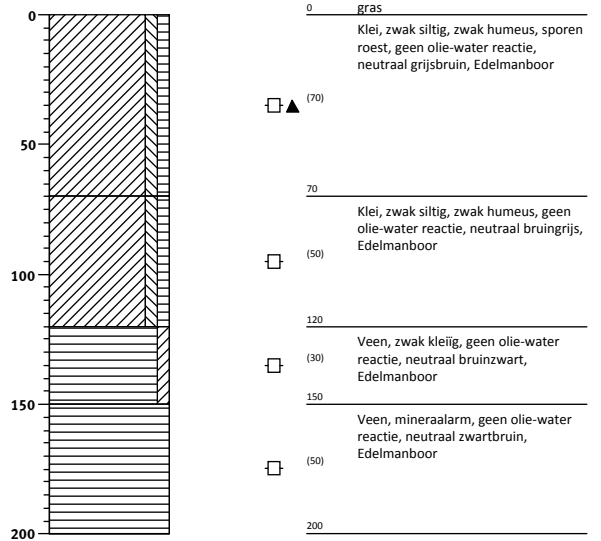 0
50
100
150
200
0
gras
Klei, zwak siltig, zwak humeus, sporen
roest, geen olie-water reactie,
neutraal grijsbruin, Edelmanboor
(70)
70
Klei, zwak siltig, zwak humeus, geen
olie-water reactie, neutraal bruingrijs,
Edelmanboor
(50)
120
Veen, zwak kleiïg, geen olie-water
reactie, neutraal bruinzwart,
Edelmanboor
(30)
150
Veen, mineraalarm, geen olie-water
reactie, neutraal zwartbruin,
Edelmanboor
(50)
200